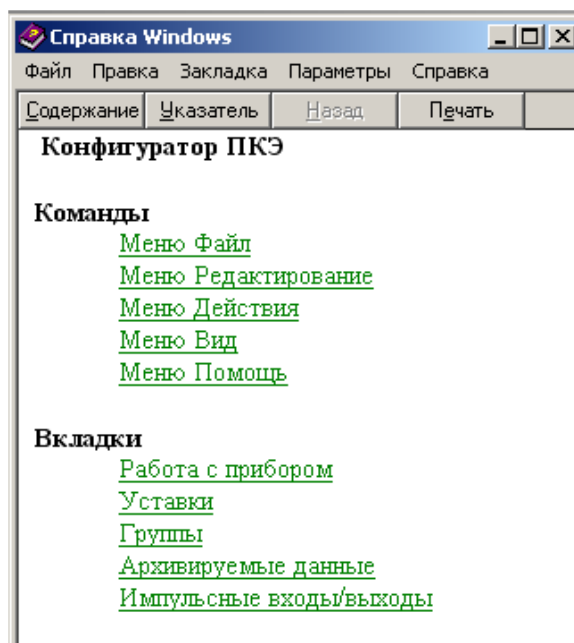 Справка Windows
Файл Правка Закладка Параметры Справка
Содержание Указатель Назад Печать
Конфигуратор ПКЭ
Команды
Меню Файл
Меню Редактирование
Меню Действия
Меню Вид
Меню Помощь
Вкладки
Работа с прибором
Уставки
Группы
Архивируемые данные
Импульсные входы/выходы